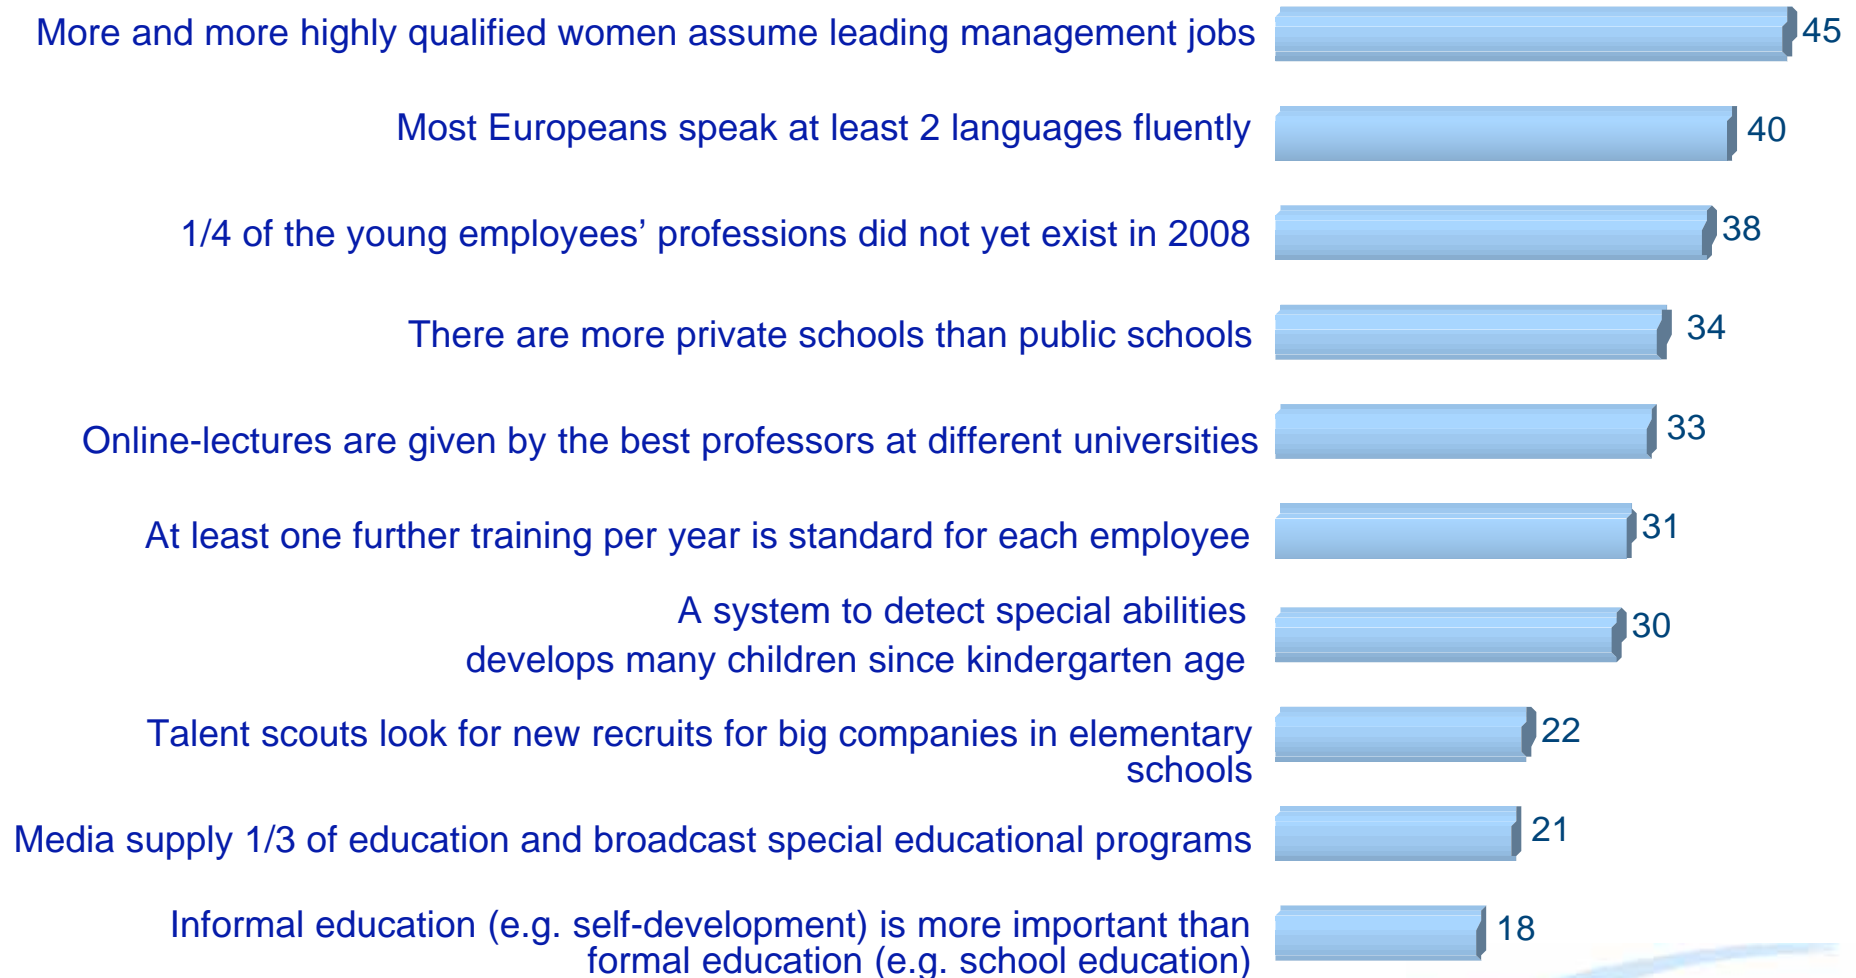 More and more highly qualified women assume leading management jobs 45
Most Europeans speak at least 2 languages fluently 40
1/4 of the young employees’ professions did not yet exist in 2008 38
There are more private schools than public schools 34
Online-lectures are given by the best professors at different universities 33
At least one further training per year is standard for each employee 31
A system to detect special abilities
develops many children since kindergarten age 30
Talent scouts look for new recruits for big companies in elementary 22
schools
Media supply 1/3 of education and broadcast special educational programs 21
Informal education (e.g. self-development) is more important than 18
formal education (e.g. school education)